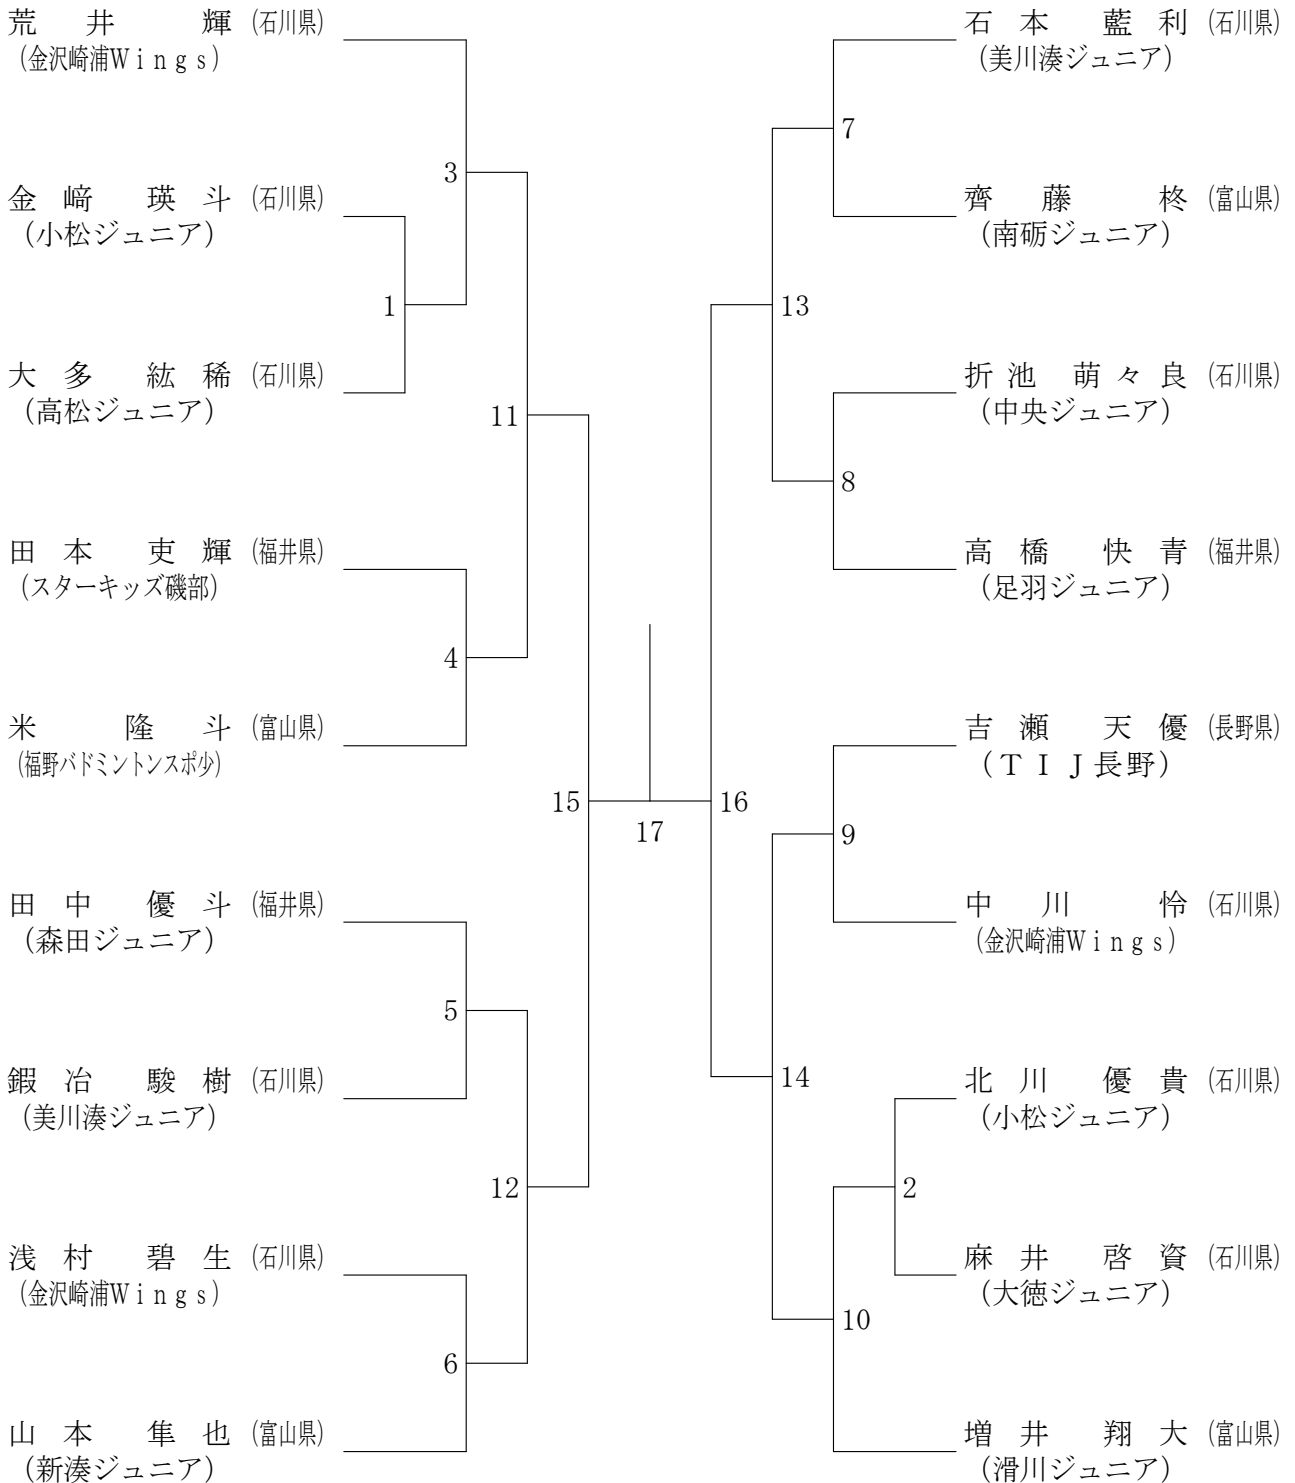 荒井 輝 (石川県)
(金沢崎浦Ｗｉｎｇｓ)
3
金﨑 瑛斗 (石川県)
(小松ジュニア)
1
大多 紘稀 (石川県)
(高松ジュニア)
11
田本 吏輝 (福井県)
(スターキッズ磯部)
4
米 隆斗 (富山県)
(福野バドミントンスポ少)
15
田中 優斗 (福井県)
(森田ジュニア)
5
鍜冶 駿樹 (石川県)
(美川湊ジュニア)
12
浅村 碧生 (石川県)
(金沢崎浦Ｗｉｎｇｓ)
6
山本 隼也 (富山県)
(新湊ジュニア)
17
石本 藍利 (石川県)
(美川湊ジュニア)
7
齊藤 柊 (富山県)
(南砺ジュニア)
13
折池 萌々良 (石川県)
(中央ジュニア)
8
高橋 快青 (福井県)
(足羽ジュニア)
16
吉瀬 天優 (長野県)
(ＴＩＪ長野)
9
中川 怜 (石川県)
(金沢崎浦Ｗｉｎｇｓ)
14
北川 優貴 (石川県)
(小松ジュニア)
2
麻井 啓資 (石川県)
(大徳ジュニア)
10
増井 翔大 (富山県)
(滑川ジュニア)